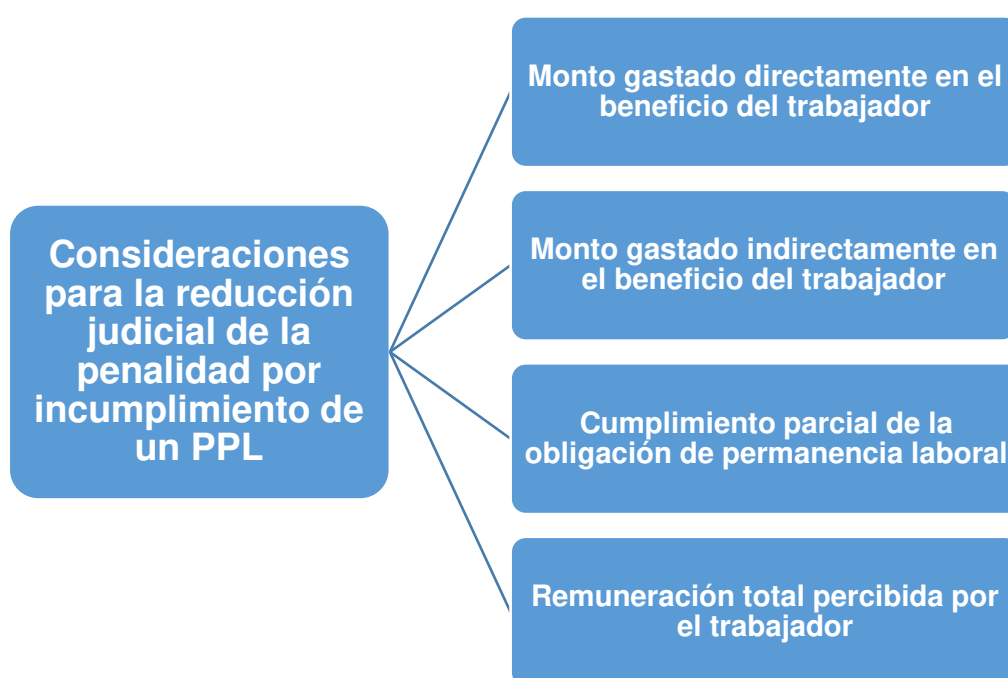 Consideraciones
para la reducción
judicial de la
penalidad por
incumplimiento de
un PPL
Monto gastado directamente en el
beneficio del trabajador
Monto gastado indirectamente en
el beneficio del trabajador
Cumplimiento parcial de la
obligación de permanencia laboral
Remuneración total percibida por
el trabajador